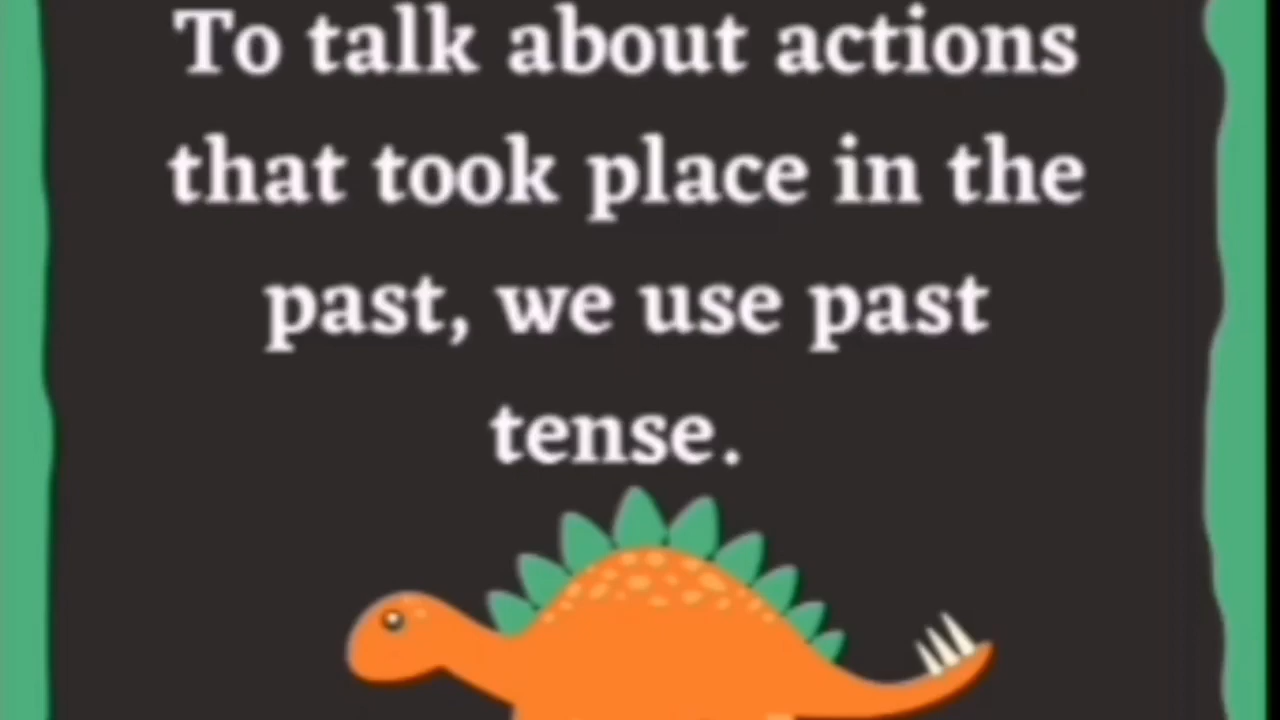 To talk about actions
that took place in the
past, we use past
tense.